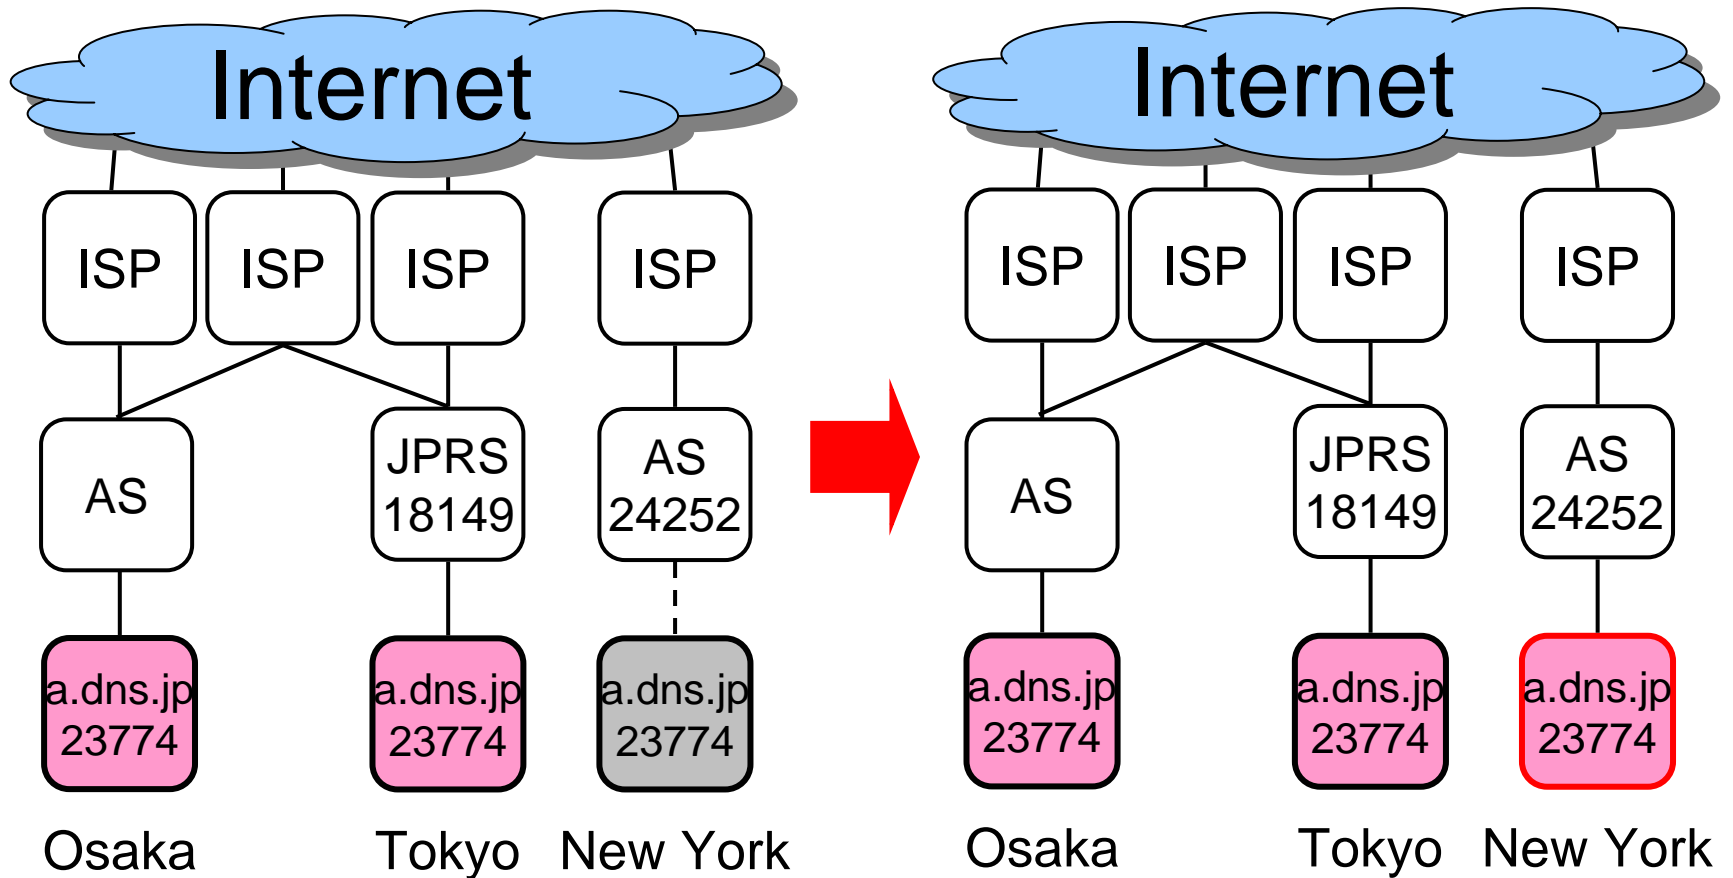 Internet
ISP
ISP
ISP
ISP
AS
JPRS
18149
AS
24252
a.dns.jp
23774
a.dns.jp
23774
a.dns.jp
23774
Osaka
Tokyo
New York
Internet
ISP
ISP
ISP
ISP
AS
JPRS
18149
AS
24252
a.dns.jp
23774
a.dns.jp
23774
a.dns.jp
23774
Osaka
Tokyo
New York